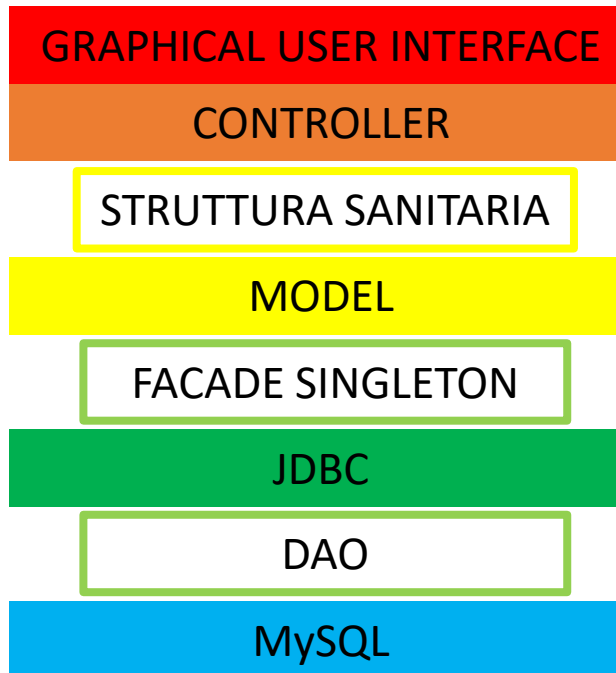 GRAPHICAL USER INTERFACE
CONTROLLER
STRUTTURA SANITARIA
MODEL
FACADE SINGLETON
JDBC
DAO
MySQL